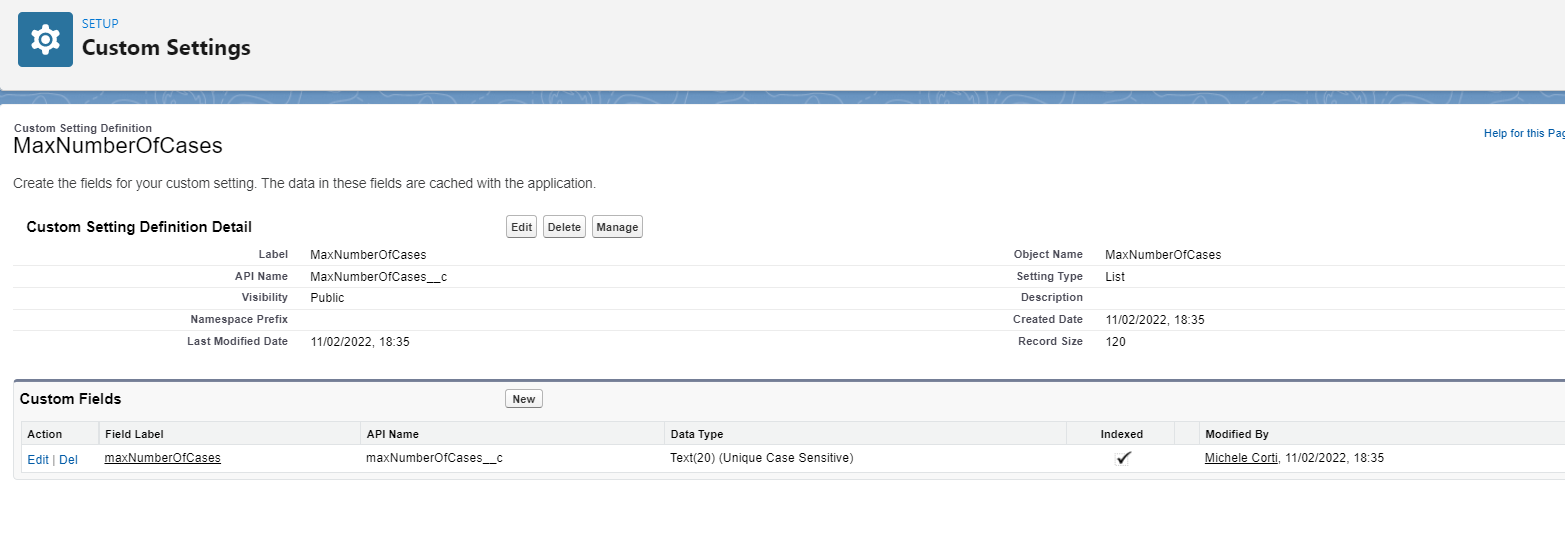 SETUP
Custom Settings
Custom Setting Definition
MaxNumberOfCases
Help for this
Create the fields for your custom setting. The data in these fields are cached with the application.
Custom Setting Definition Detail Edit Delete Manage
Label MaxNumberOfCases Object Name MaxNumberOfCases
API Name MaxNumberOfCases__c Setting Type List
Visibility Public Description
Namespace Prefix Created Date 11/02/2022, 18:35
Last Modified Date 11/02/2022, 18:35 Record Size 120
Custom Fields New
Action Field Label API Name Data Type Indexed Modified By
Edit | Del maxNumberOfCases maxNumberOfCases__c Text(20) (Unique Case Sensitive) Michele Corti, 11/02/2022, 18:35